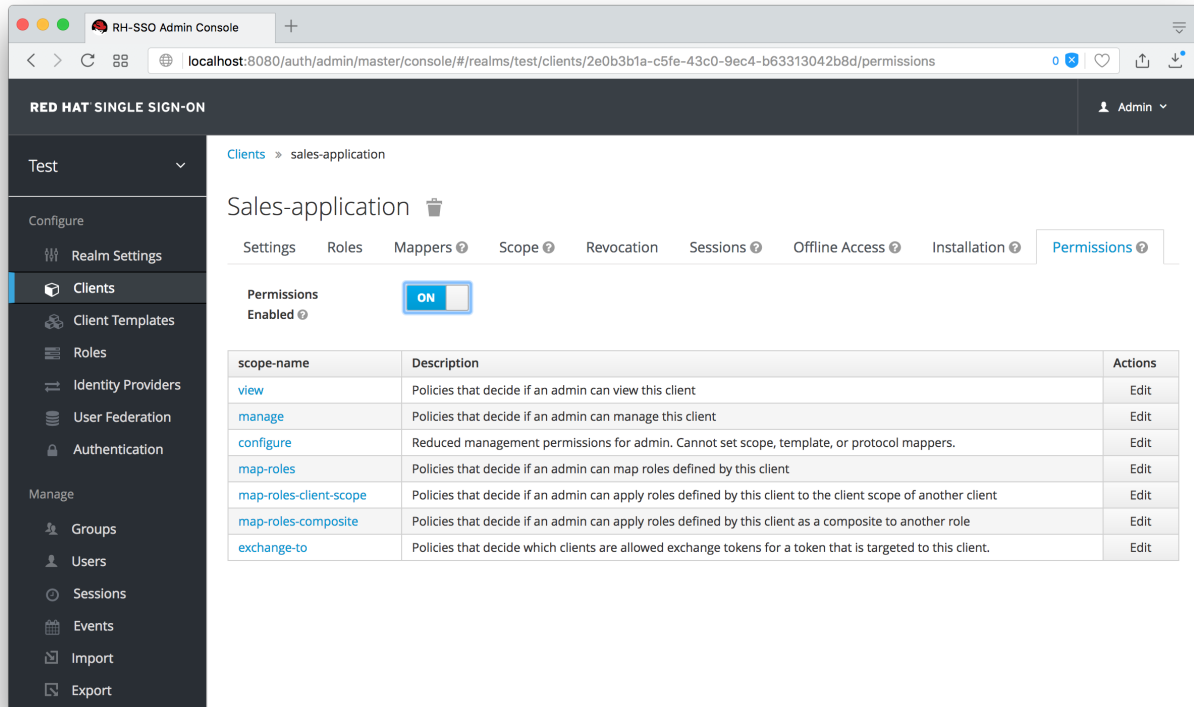 RH-SSO Admin Console
localhost:8080/auth/admin/master/console/#/realms/test/clients/2e0b3b1a-c5fe-43c0-9ec4-b63313042b8d/permissions 0
RED HAT SINGLE SIGN-ON Admin
Test
Configure
Realm Settings
Clients
Client Templates
Roles
Identity Providers
User Federation
Authentication
Manage
Groups
Users
Sessions
Events
Import
Export
Clients » sales-application
Sales-application
Settings Roles Mappers Scope Revocation Sessions Offline Access Installation Permissions
Permissions
Enabled
ON
scope-name Description Actions
view Policies that decide if an admin can view this client Edit
manage Policies that decide if an admin can manage this client Edit
configure Reduced management permissions for admin. Cannot set scope, template, or protocol mappers. Edit
map-roles Policies that decide if an admin can map roles defined by this client Edit
map-roles-client-scope Policies that decide if an admin can apply roles defined by this client to the client scope of another client Edit
map-roles-composite Policies that decide if an admin can apply roles defined by this client as a composite to another role Edit
exchange-to Policies that decide which clients are allowed exchange tokens for a token that is targeted to this client. Edit